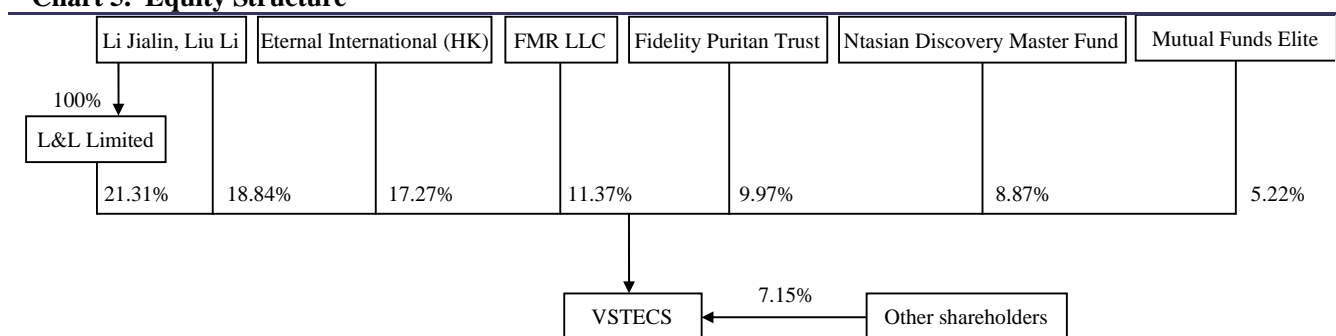 Chart 5: Equity Structure
Li Jialin, Liu Li
Eternal International (HK)
FMR LLC
Fidelity Puritan Trust
Ntasian Discovery Master Fund
Mutual Funds Elite
100%
L&L Limited
21.31%
18.84%
17.27%
11.37%
9.97%
8.87%
5.22%
VSTECS
7.15%
Other shareholders